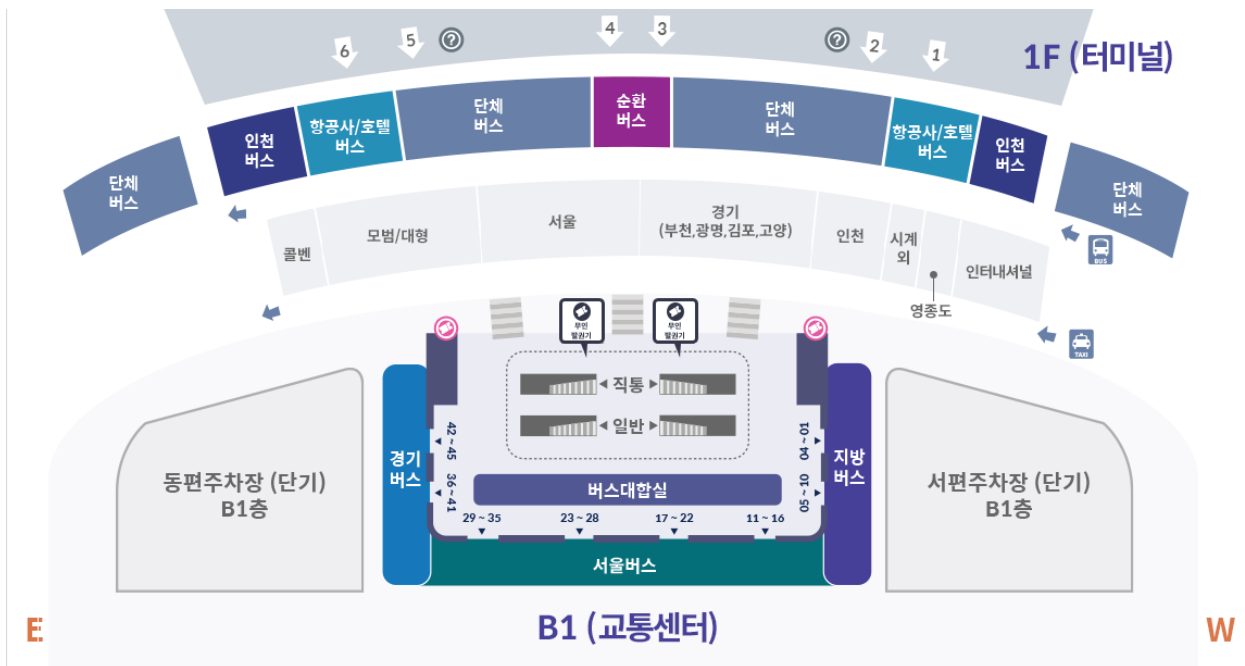 6
5
?
4
3
?
2
1
1F (터미널)
단체
버스
인천
버스
항공사/호텔
버스
단체
버스
순환
버스
단체
버스
항공사/호텔
버스
인천
버스
단체
버스
콜벤
모범/대형
서울
경기
(부천,광명,김포,고양)
인천
시계
외
영종도
인터내셔널
BUS
TAXI
무인
발권기
무인
발권기
◀ 직통 ▶
◀ 일반 ▶
동편주차장 (단기)
B1층
경기
버스
42 ~ 45
36 ~ 41
04 ~ 01
05 ~ 10
지방
버스
서편주차장 (단기)
B1층
버스대합실
29 ~ 35
23 ~ 28
17 ~ 22
11 ~ 16
서울버스
E
B1 (교통센터)
W